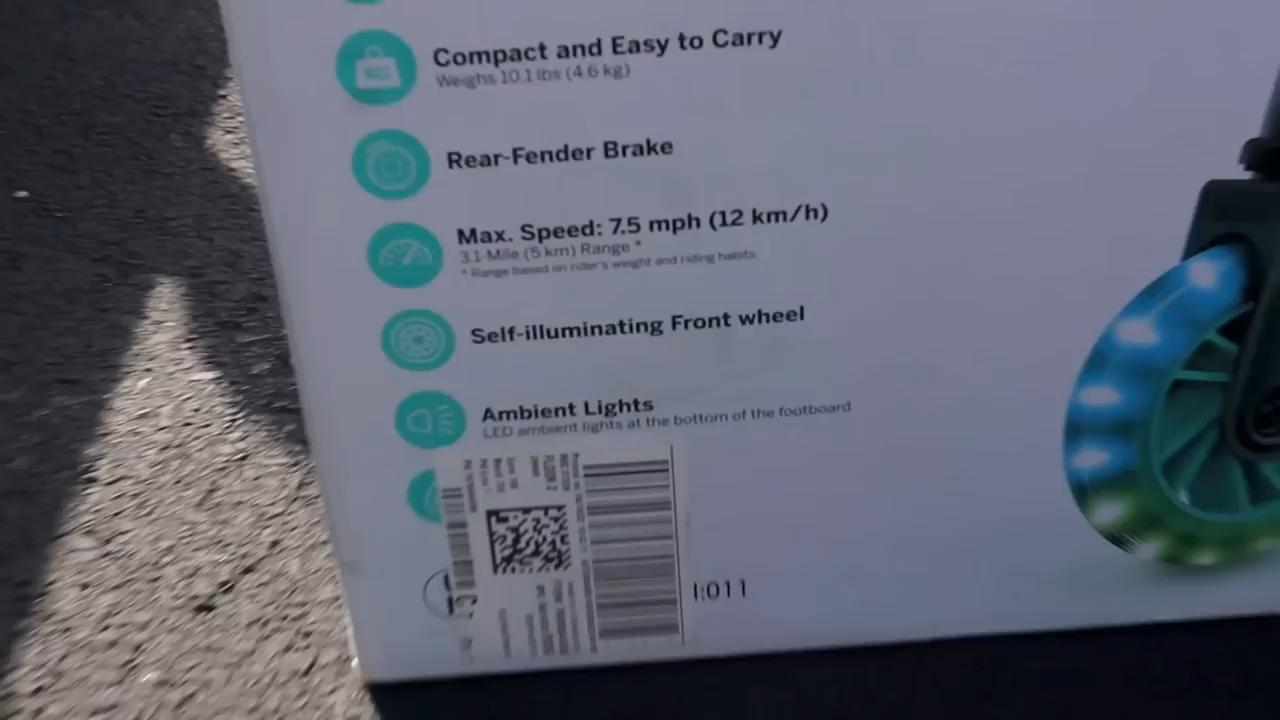 Compact and Easy to Carry
Weighs 10.1 lbs (4.6 kg)
Rear-Fender Brake
Max. Speed: 7.5 mph (12 km/h)
3.1-Mile (5 km) Range *
* Range based on rider's weight and riding habits
Self-illuminating Front wheel
Ambient Lights
LED ambient lights at the bottom of the footboard
KG